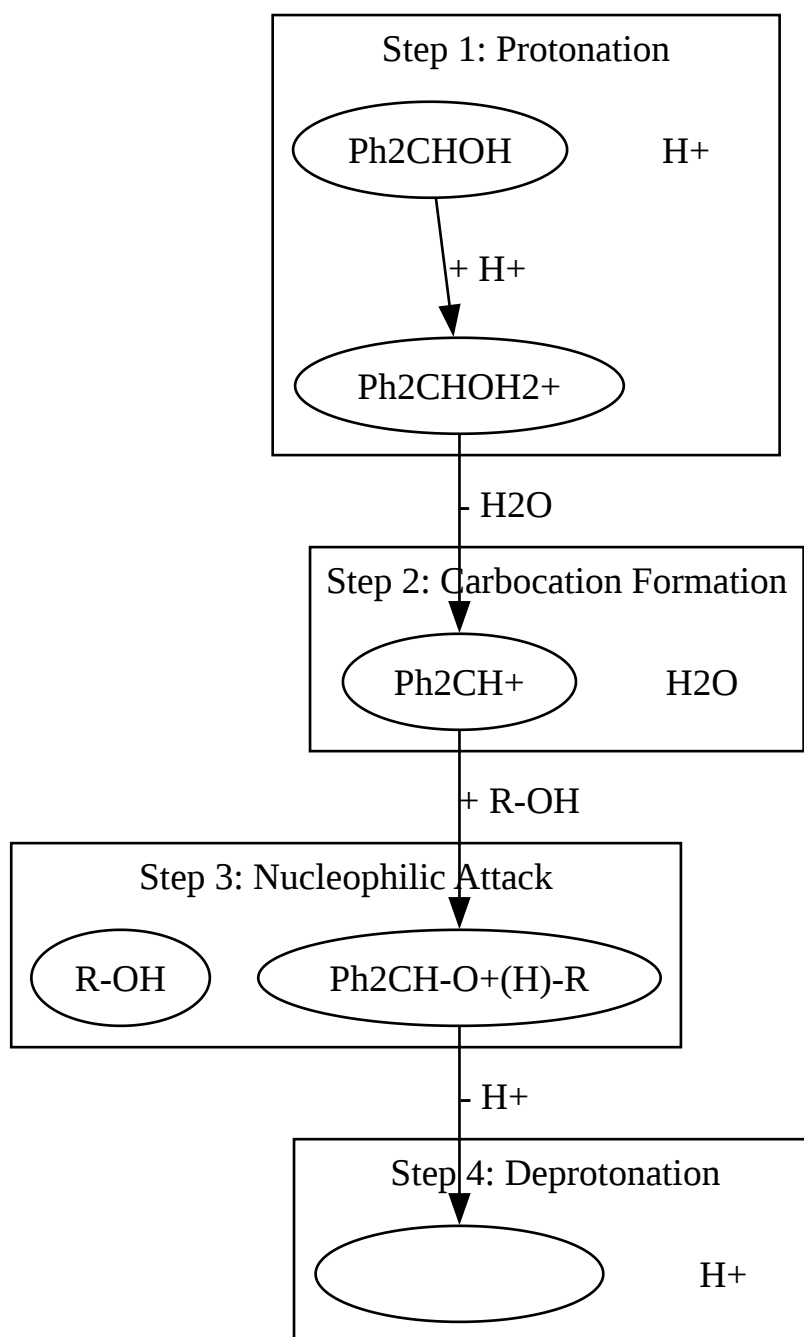 Step 1: Protonation
Ph2CHOH
H+
+ H+
Ph2CHOH2+
- H2O
Step 2: Carbocation Formation
Ph2CH+
H2O
+ R-OH
Step 3: Nucleophilic Attack
R-OH
Ph2CH-O+(H)-R
- H+
Step 4: Deprotonation
H+